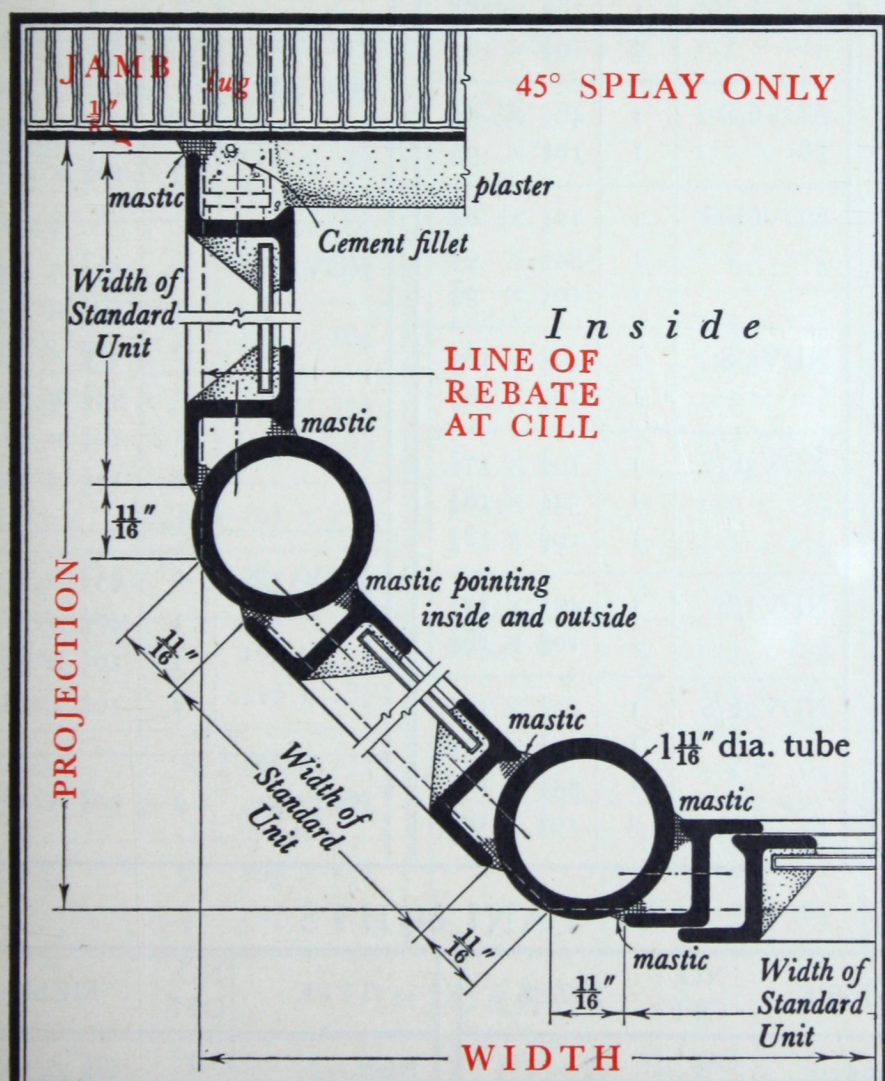 JAMB
lug
45° SPLAY ONLY
1/8"
mastic
plaster
Cement fillet
Width of
Standard
Unit
Inside
LINE OF
REBATE
AT CILL
mastic
11/16"
mastic pointing
inside and outside
11/16"
PROJECTION
mastic
1 11/16" dia. tube
Width of
Standard
Unit
mastic
11/16"
mastic
11/16"
Width of
Standard
Unit
WIDTH